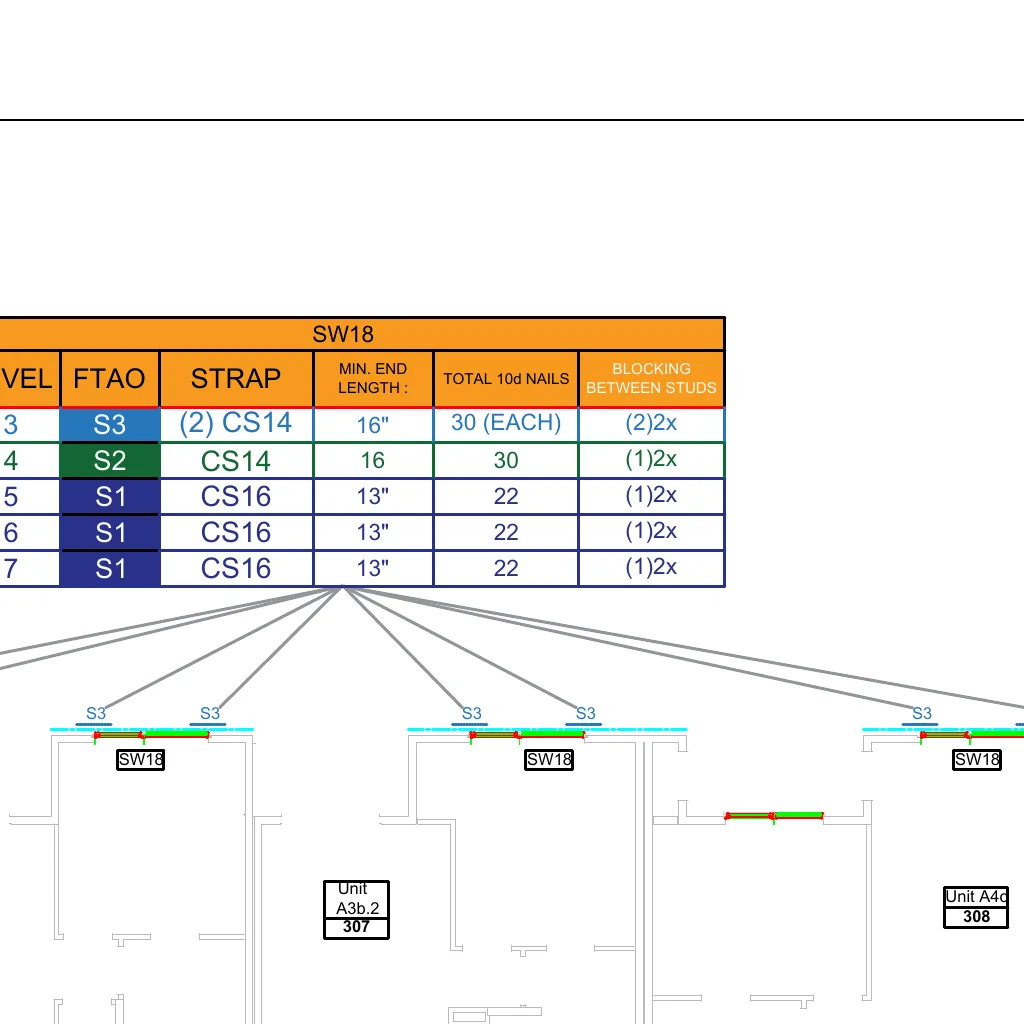 SW18
VEL FTAO STRAP MIN. END LENGTH : TOTAL 10d NAILS BLOCKING BETWEEN STUDS
3 S3 (2) CS14 16" 30 (EACH) (2)2x
4 S2 CS14 16 30 (1)2x
5 S1 CS16 13" 22 (1)2x
6 S1 CS16 13" 22 (1)2x
7 S1 CS16 13" 22 (1)2x
S3 S3 S3 S3 S3
SW18 SW18 SW18
Unit
A3b.2
307
Unit A4c
308